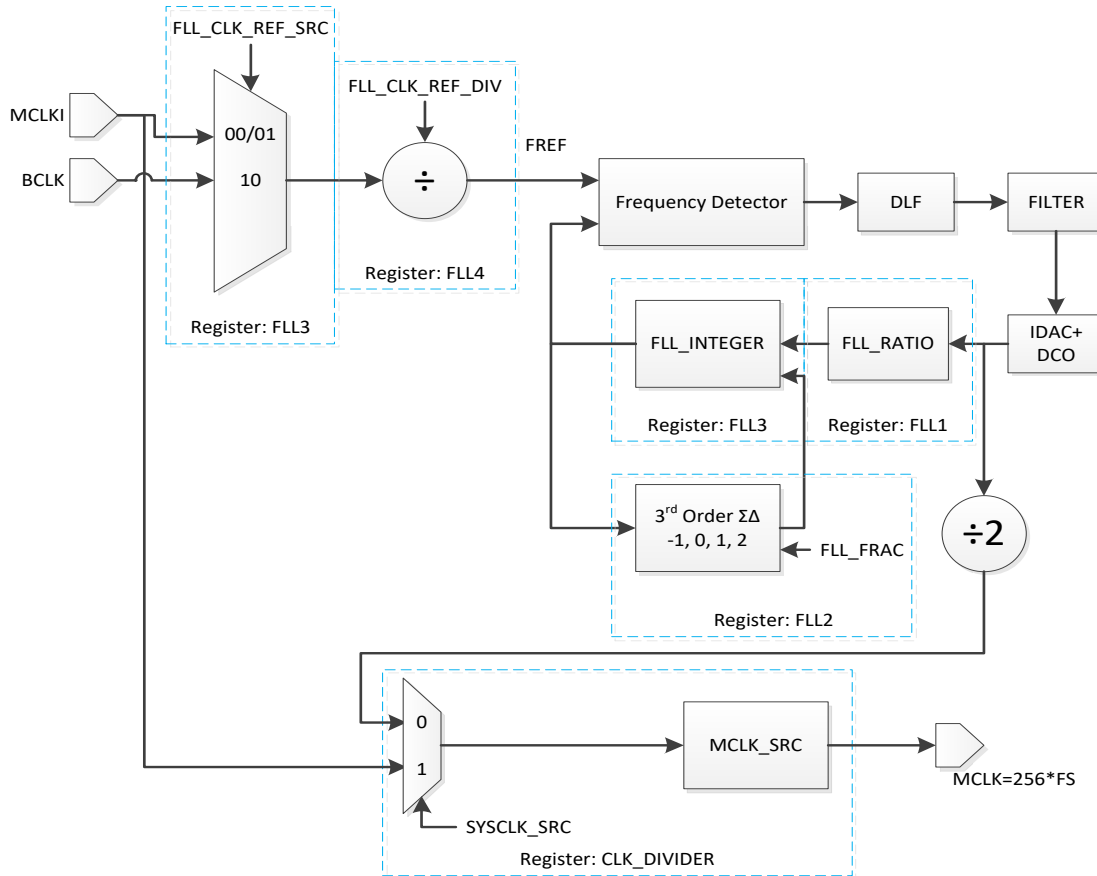 FLL_CLK_REF_SRC
FLL_CLK_REF_DIV
MCLKI
00/01
FREF
BCLK
10
÷
Frequency Detector
DLF
FILTER
Register: FLL4
Register: FLL3
FLL_INTEGER
FLL_RATIO
IDAC+
DCO
Register: FLL3
Register: FLL1
3rd Order ΣΔ
-1, 0, 1, 2
÷2
FLL_FRAC
Register: FLL2
0
MCLK_SRC
1
MCLK=256*FS
SYSCLK_SRC
Register: CLK_DIVIDER